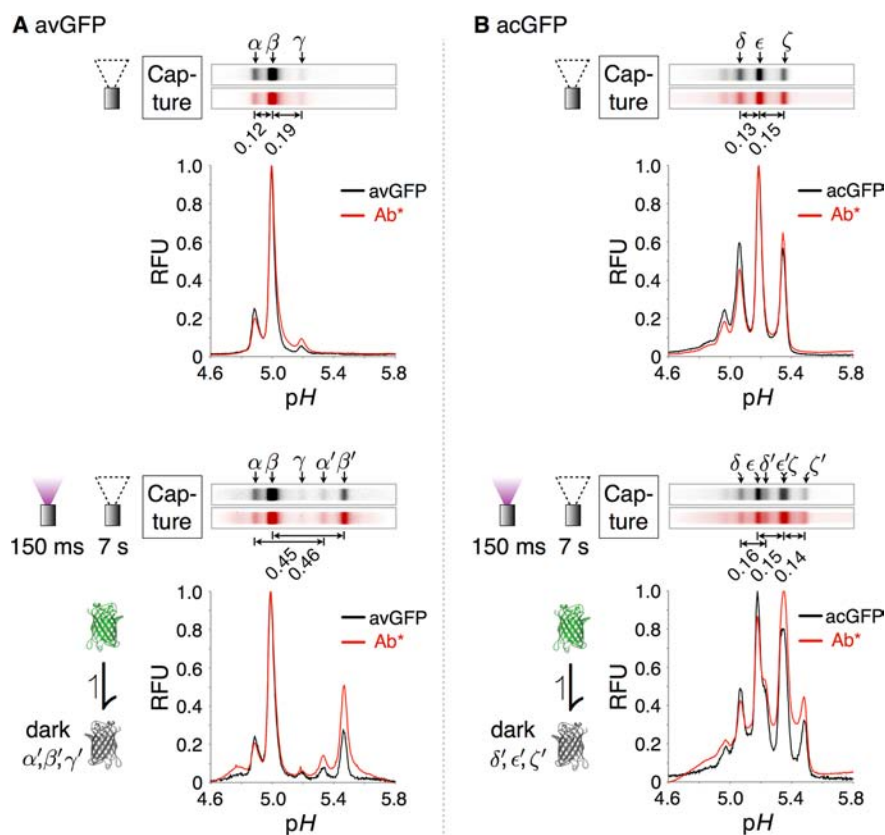 A avGFP
α β γ
Cap-
ture
0.12 0.19
avGFP
Ab*
RFU
1.0
0.8
0.6
0.4
0.2
0
4.6 5.0 5.4 5.8
pH
α β γ α′ β′
Cap-
ture
150 ms 7 s
0.45 0.46
avGFP
Ab*
RFU
1.0
0.8
0.6
0.4
0.2
0
4.6 5.0 5.4 5.8
pH
dark
α′,β′,γ′
B acGFP
δ ϵ ζ
Cap-
ture
0.13 0.15
acGFP
Ab*
RFU
1.0
0.8
0.6
0.4
0.2
0
4.6 5.0 5.4 5.8
pH
δ ϵ δ′ ϵ′ ζ ζ′
Cap-
ture
150 ms 7 s
0.16 0.15 0.14
acGFP
Ab*
RFU
1.0
0.8
0.6
0.4
0.2
0
4.6 5.0 5.4 5.8
pH
dark
δ′,ϵ′,ζ′